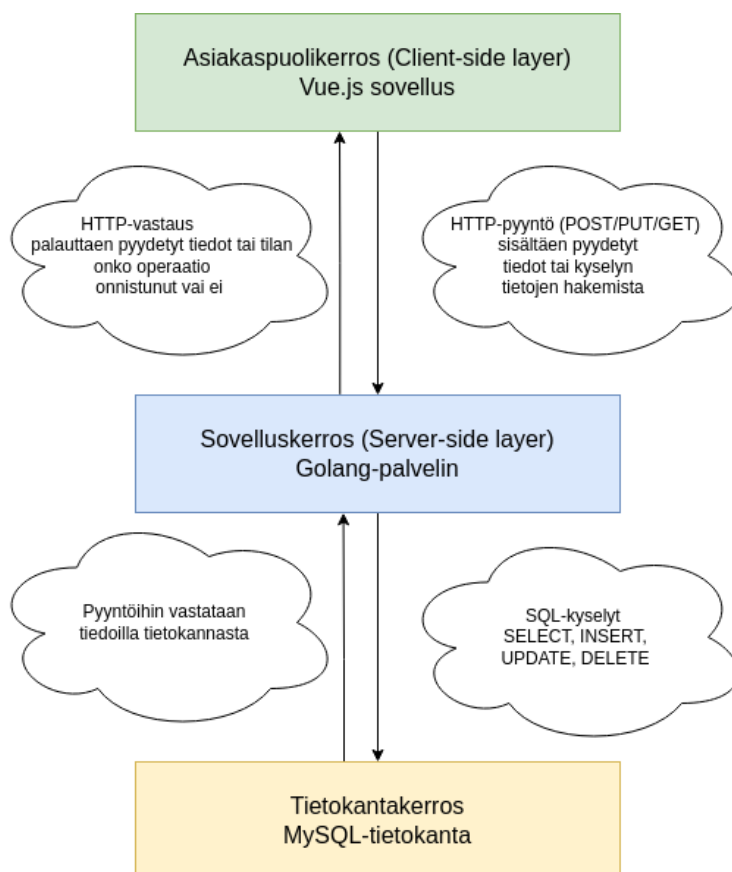 Asiakaspuolikerros (Client-side layer)
Vue.js sovellus
HTTP-vastaus
palauttaen pyydetyt tiedot tai tilan
onko operaatio
onnistunut vai ei
HTTP-pyyntö (POST/PUT/GET)
sisältäen pyydetyt
tiedot tai kyselyn
tietojen hakemista
Sovelluskerros (Server-side layer)
Golang-palvelin
Pyyntöihin vastataan
tiedoilla tietokannasta
SQL-kyselyt
SELECT, INSERT,
UPDATE, DELETE
Tietokantakerros
MySQL-tietokanta